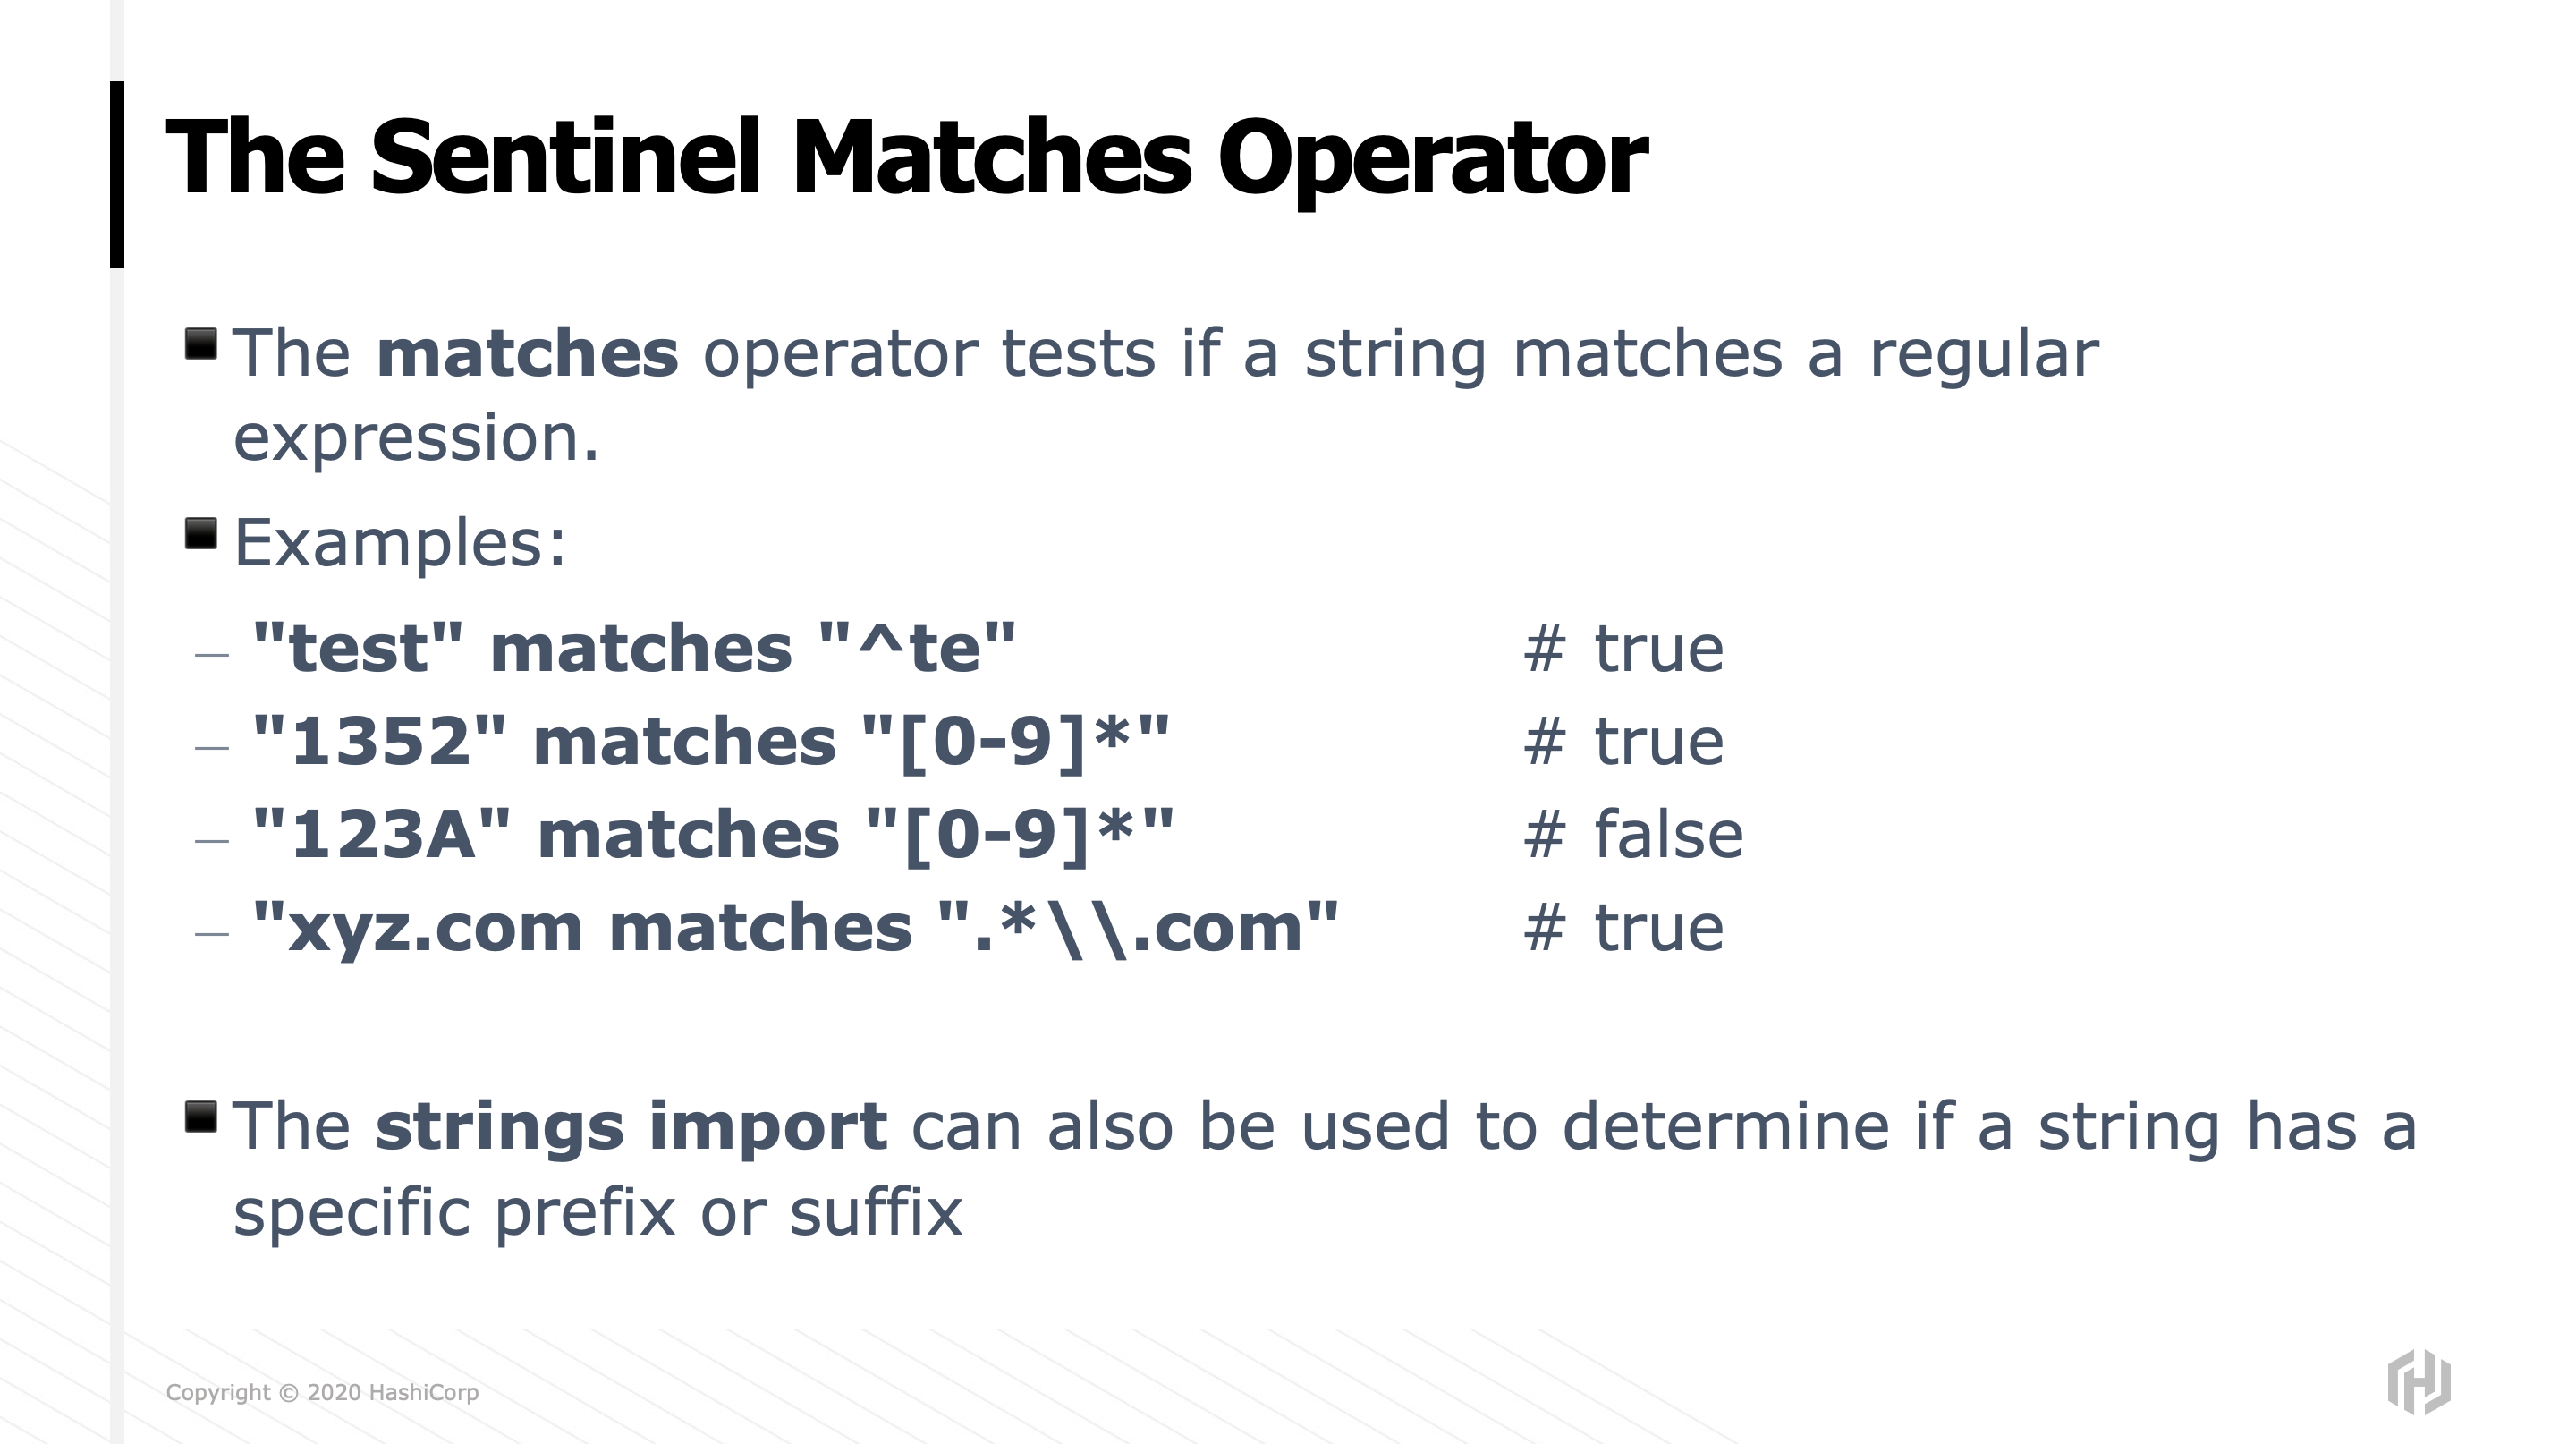 The Sentinel Matches Operator
The matches operator tests if a string matches a regular
expression.
Examples:
– "test" matches "^te" # true
– "1352" matches "[0-9]*" # true
– "123A" matches "[0-9]*" # false
– "xyz.com matches ".*\\.com" # true
The strings import can also be used to determine if a string has a
specific prefix or suffix
Copyright © 2020 HashiCorp